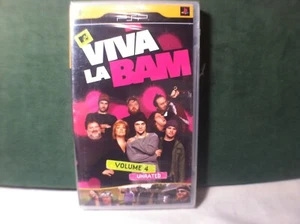 PSP
VIVA
LA BAM
VOLUME 4
UNRATED